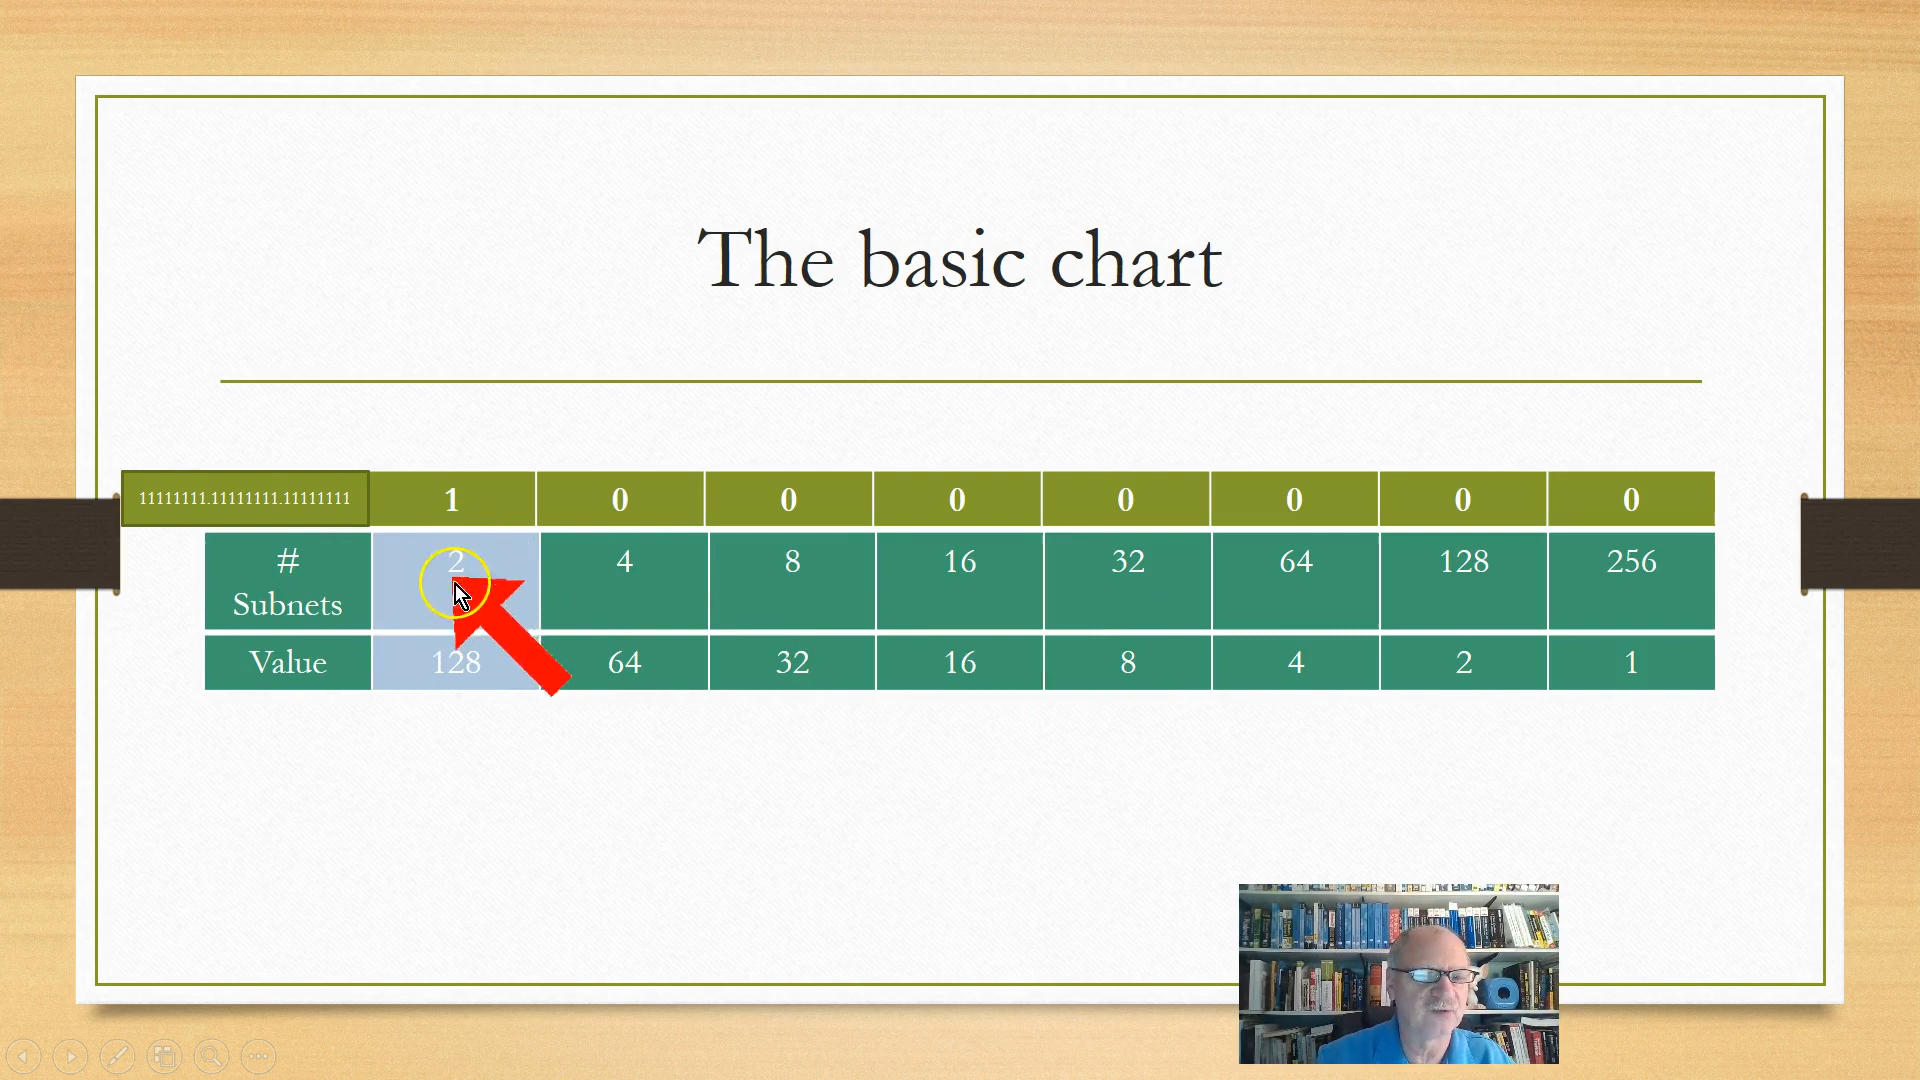 The basic chart
11111111.11111111.11111111 1 0 0 0 0 0 0 0
# Subnets 2 4 8 16 32 64 128 256
Value 128 64 32 16 8 4 2 1